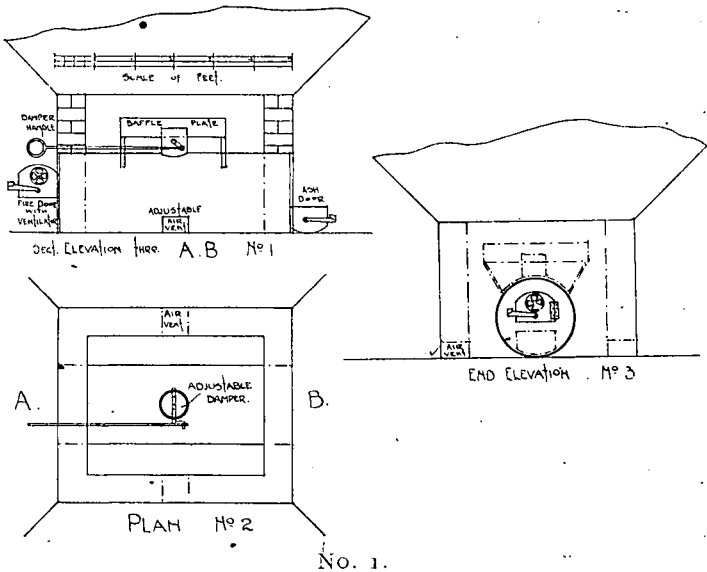 SCALE of FEET.
DAMPER
HANDLE
BAFFLE PLATE
FIRE DOOR
WITH
VENTILATOR
ADJUSTABLE
AIR
VENT
ASH
DOOR
SECT. ELEVATION THRO. A.B Nº 1
AIR
VENT
A.
ADJUSTABLE
DAMPER.
B.
PLAN Nº 2
AIR
VENT
END ELEVATION . Nº 3
No. 1.